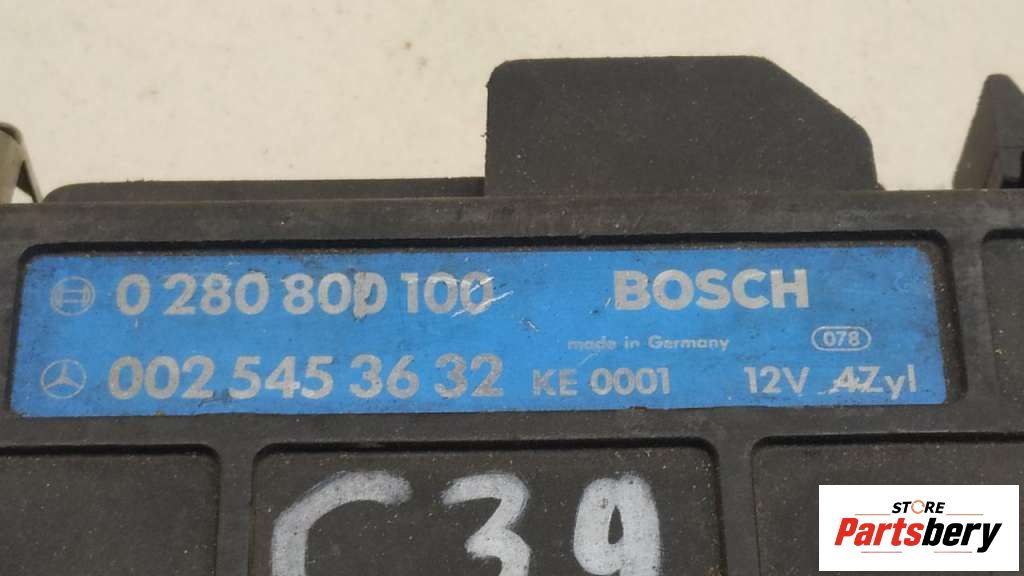 0 280 800 100 BOSCH
made in Germany 078
002 545 36 32 KE 0001 12V 4Zyl
C39
STORE
Partsbery